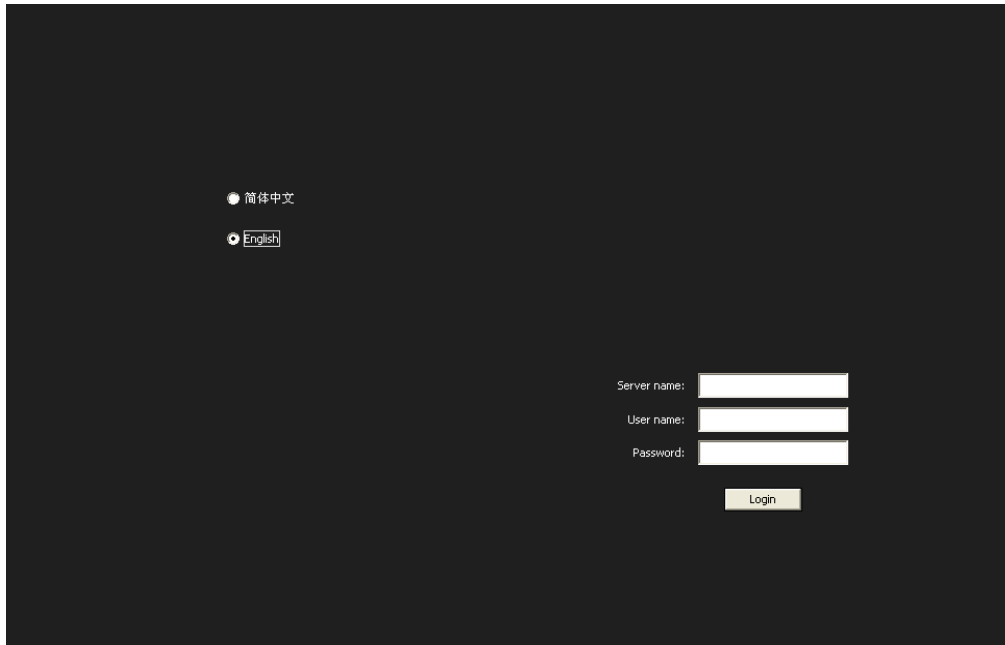 简体中文
English
Server name:
User name:
Password:
Login